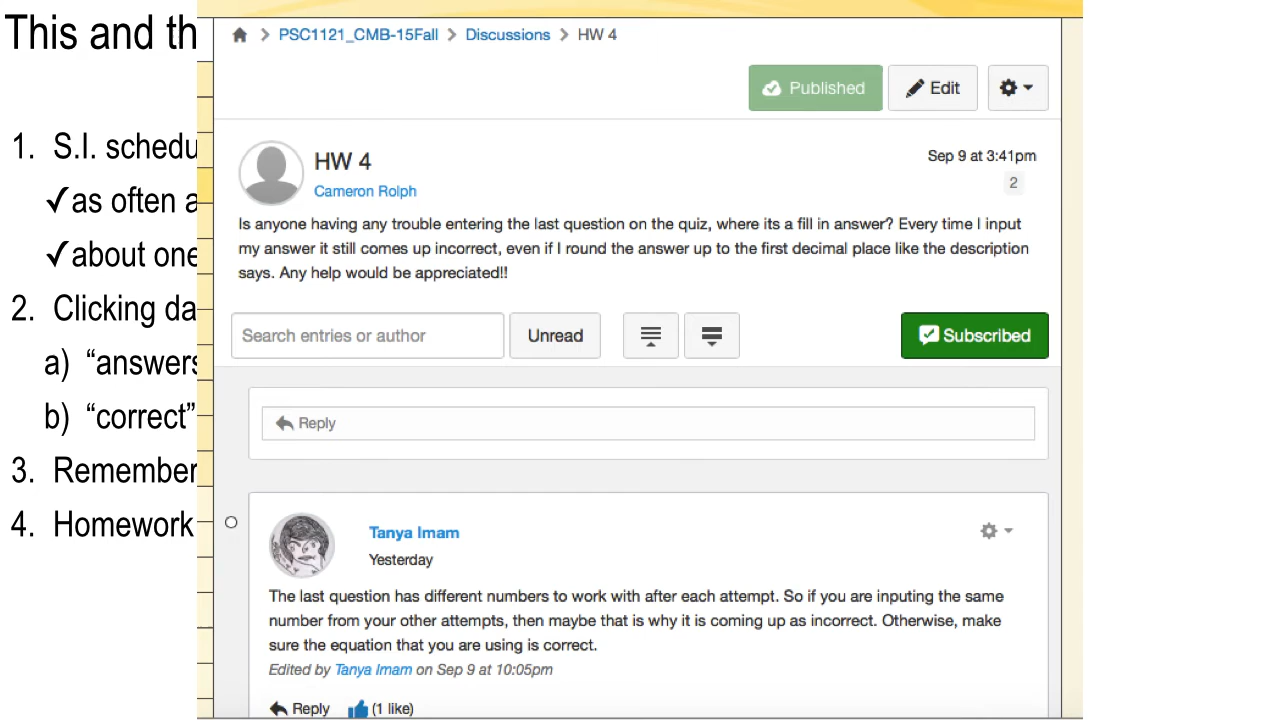 This and th
1. S.I. schedu
✓as often a
✓about one
2. Clicking da
a) “answers
b) “correct”
3. Remember
4. Homework
PSC1121_CMB-15Fall > Discussions > HW 4
Published Edit
HW 4
Sep 9 at 3:41pm
Cameron Rolph
2
Is anyone having any trouble entering the last question on the quiz, where its a fill in answer? Every time I input
my answer it still comes up incorrect, even if I round the answer up to the first decimal place like the description
says. Any help would be appreciated!!
Search entries or author Unread Subscribed
Reply
Tanya Imam
Yesterday
The last question has different numbers to work with after each attempt. So if you are inputing the same
number from your other attempts, then maybe that is why it is coming up as incorrect. Otherwise, make
sure the equation that you are using is correct.
Edited by Tanya Imam on Sep 9 at 10:05pm
Reply (1 like)